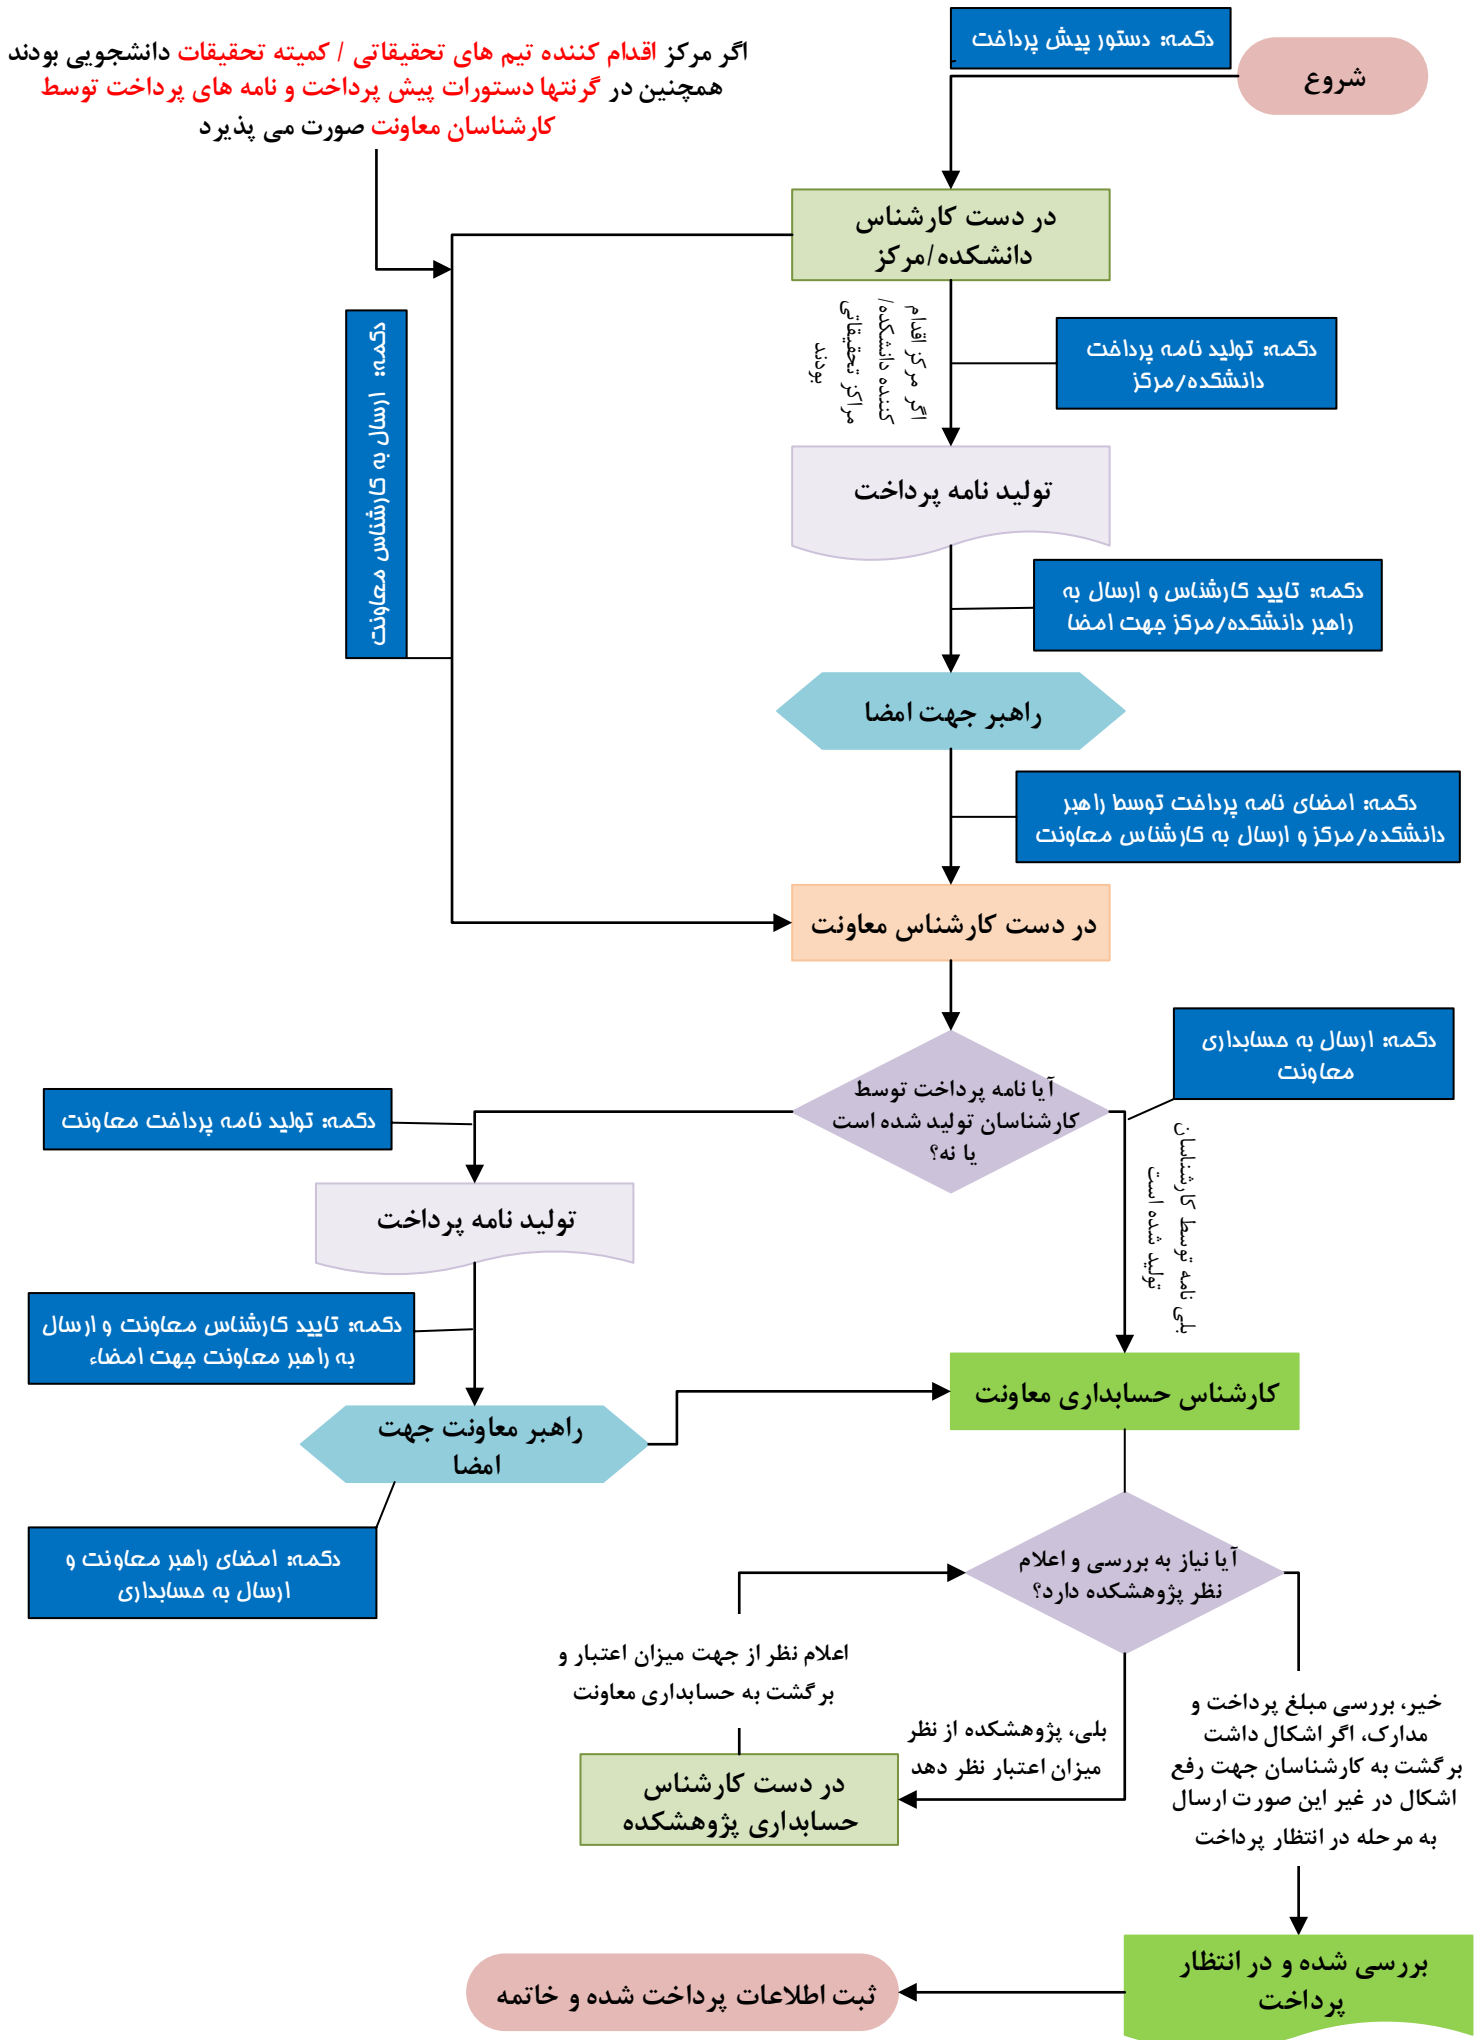 اگر مرکز اقدام کننده تیم های تحقیقاتی / کمیته تحقیقات دانشجویی بودند
همچنین در گرنتها دستورات پیش پرداخت و نامه های پرداخت توسط
کارشناسان معاونت صورت می پذیرد
دکمه: دستور پیش پرداخت
شروع
در دست کارشناس
دانشکده/مرکز
اگر مرکز اقدام
کننده دانشکده/
مراکز تحقیقاتی
بودند
دکمه: تولید نامه پرداخت
دانشکده/مرکز
دکمه: ارسال به کارشناس معاونت
تولید نامه پرداخت
دکمه: تایید کارشناس و ارسال به
راهبر دانشکده/مرکز جهت امضا
راهبر جهت امضا
دکمه: امضای نامه پرداخت توسط راهبر
دانشکده/مرکز و ارسال به کارشناس معاونت
در دست کارشناس معاونت
دکمه: ارسال به حسابداری
معاونت
آیا نامه پرداخت توسط
کارشناسان تولید شده است
یا نه؟
دکمه: تولید نامه پرداخت معاونت
بلی نامه توسط کارشناسان
تولید شده است
تولید نامه پرداخت
دکمه: تایید کارشناس معاونت و ارسال
به راهبر معاونت جهت امضاء
کارشناس حسابداری معاونت
راهبر معاونت جهت
امضا
دکمه: امضای راهبر معاونت و
ارسال به حسابداری
آیا نیاز به بررسی و اعلام
نظر پژوهشکده دارد؟
اعلام نظر از جهت میزان اعتبار و
برگشت به حسابداری معاونت
بلی، پژوهشکده از نظر
میزان اعتبار نظر دهد
خیر، بررسی مبلغ پرداخت و
مدارک، اگر اشکال داشت
برگشت به کارشناسان جهت رفع
اشکال در غیر این صورت ارسال
به مرحله در انتظار پرداخت
در دست کارشناس
حسابداری پژوهشکده
بررسی شده و در انتظار
پرداخت
ثبت اطلاعات پرداخت شده و خاتمه